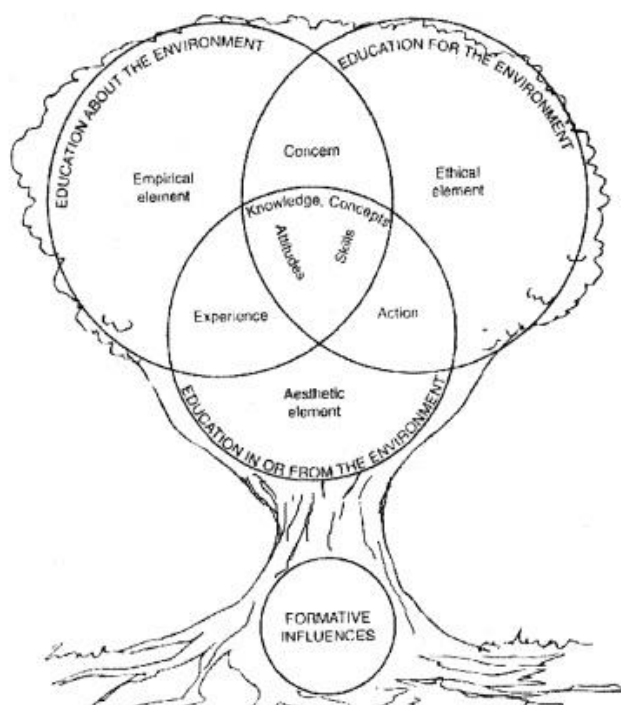 EDUCATION ABOUT THE ENVIRONMENT
EDUCATION FOR THE ENVIRONMENT
Concern
Empirical
element
Ethical
element
Knowledge, Concepts
Attitudes
Skills
Experience
Action
Aesthetic
element
EDUCATION IN OR FROM THE ENVIRONMENT
FORMATIVE
INFLUENCES